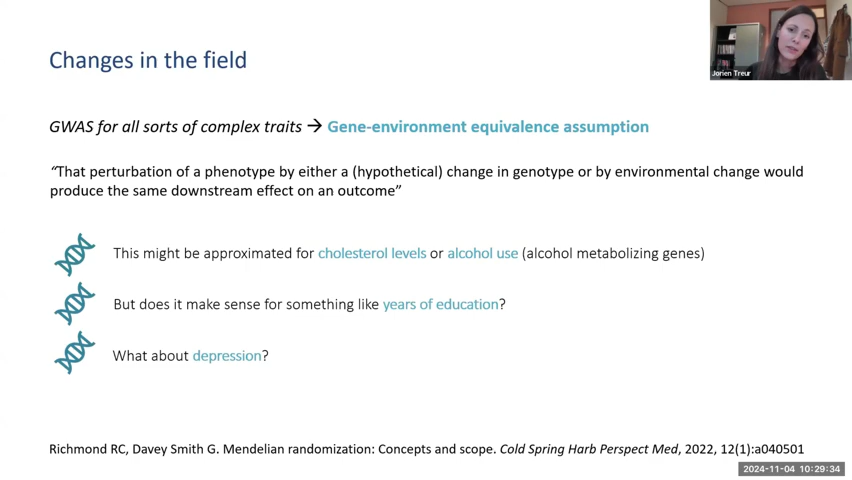 Changes in the field
Jorien Treur
GWAS for all sorts of complex traits → Gene-environment equivalence assumption
“That perturbation of a phenotype by either a (hypothetical) change in genotype or by environmental change would
produce the same downstream effect on an outcome”
This might be approximated for cholesterol levels or alcohol use (alcohol metabolizing genes)
But does it make sense for something like years of education?
What about depression?
Richmond RC, Davey Smith G. Mendelian randomization: Concepts and scope. Cold Spring Harb Perspect Med, 2022, 12(1):a040501
2024-11-04 10:29:34